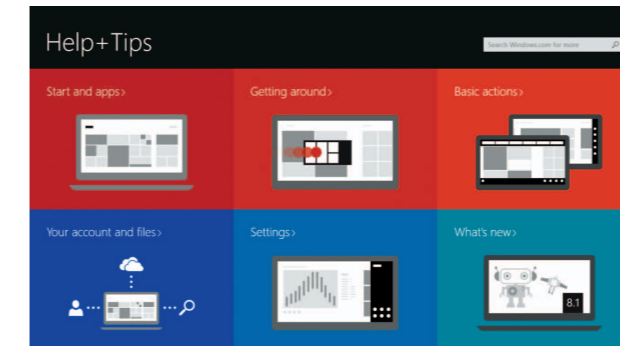 Help+Tips
Search Windows.com for more
Start and apps>
Getting around>
Basic actions>
Your account and files>
Settings>
What's new>
8.1